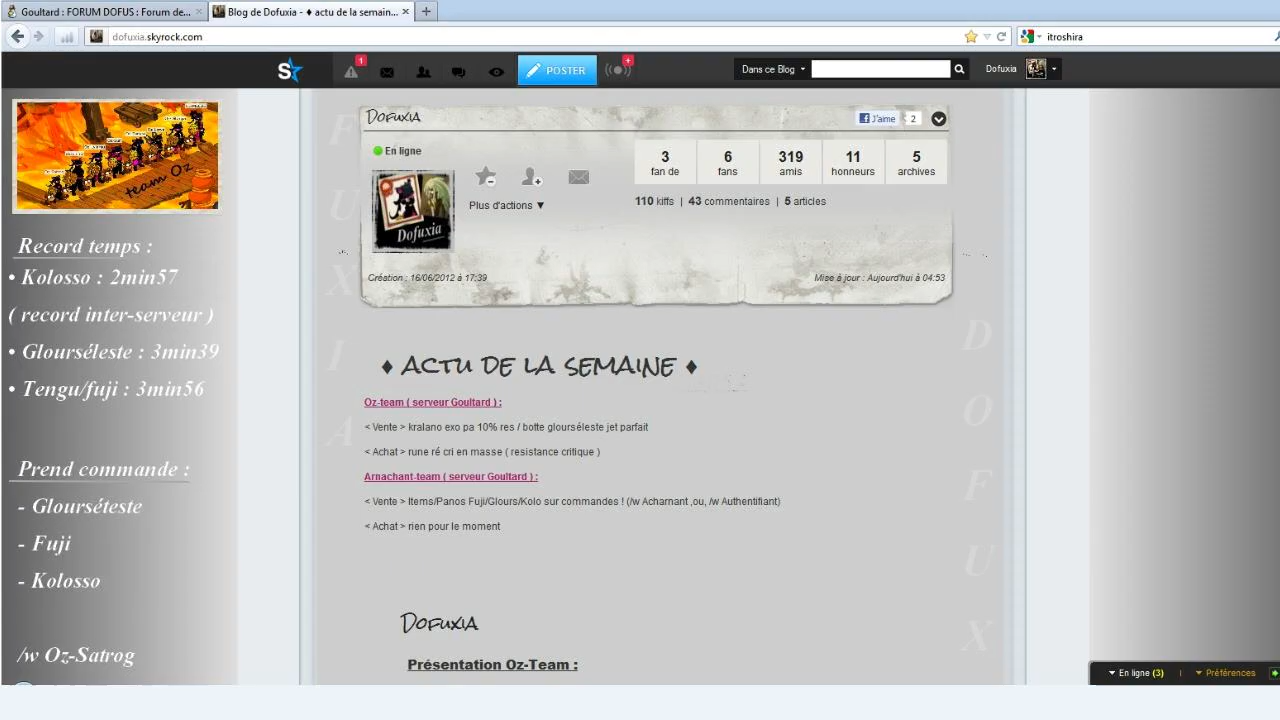 Goultard : FORUM DOFUS : Forum de...
Blog de Dofuxia - ♦ actu de la semain...
dofuxia.skyrock.com
itroshira
S
1
POSTER
+
Dans ce Blog
Dofuxia
team Oz
Record temps :
• Kolosso : 2min57
( record inter-serveur )
• Glourséleste : 3min39
• Tengu/fuji : 3min56
Prend commande :
- Glourséteste
- Fuji
- Kolosso
/w Oz-Satrog
F
U
X
I
A
Dofuxia
J'aime
2
En ligne
3 fan de
6 fans
319 amis
11 honneurs
5 archives
Dofuxia
Plus d'actions ▼
110 kiffs | 43 commentaires | 5 articles
Création : 16/06/2012 à 17:39
Mise à jour : Aujourd'hui à 04:53
♦ ACTU DE LA SEMAINE ♦
Oz-team ( serveur Goultard ) :
< Vente > kralano exo pa 10% res / botte glourséleste jet parfait
< Achat > rune ré cri en masse ( resistance critique )
Arnachant-team ( serveur Goultard ) :
< Vente > Items/Panos Fuji/Glours/Kolo sur commandes ! (/w Acharnant ,ou, /w Authentifiant)
< Achat > rien pour le moment
Dofuxia
Présentation Oz-Team :
D
O
F
U
X
En ligne (3)
Préférences